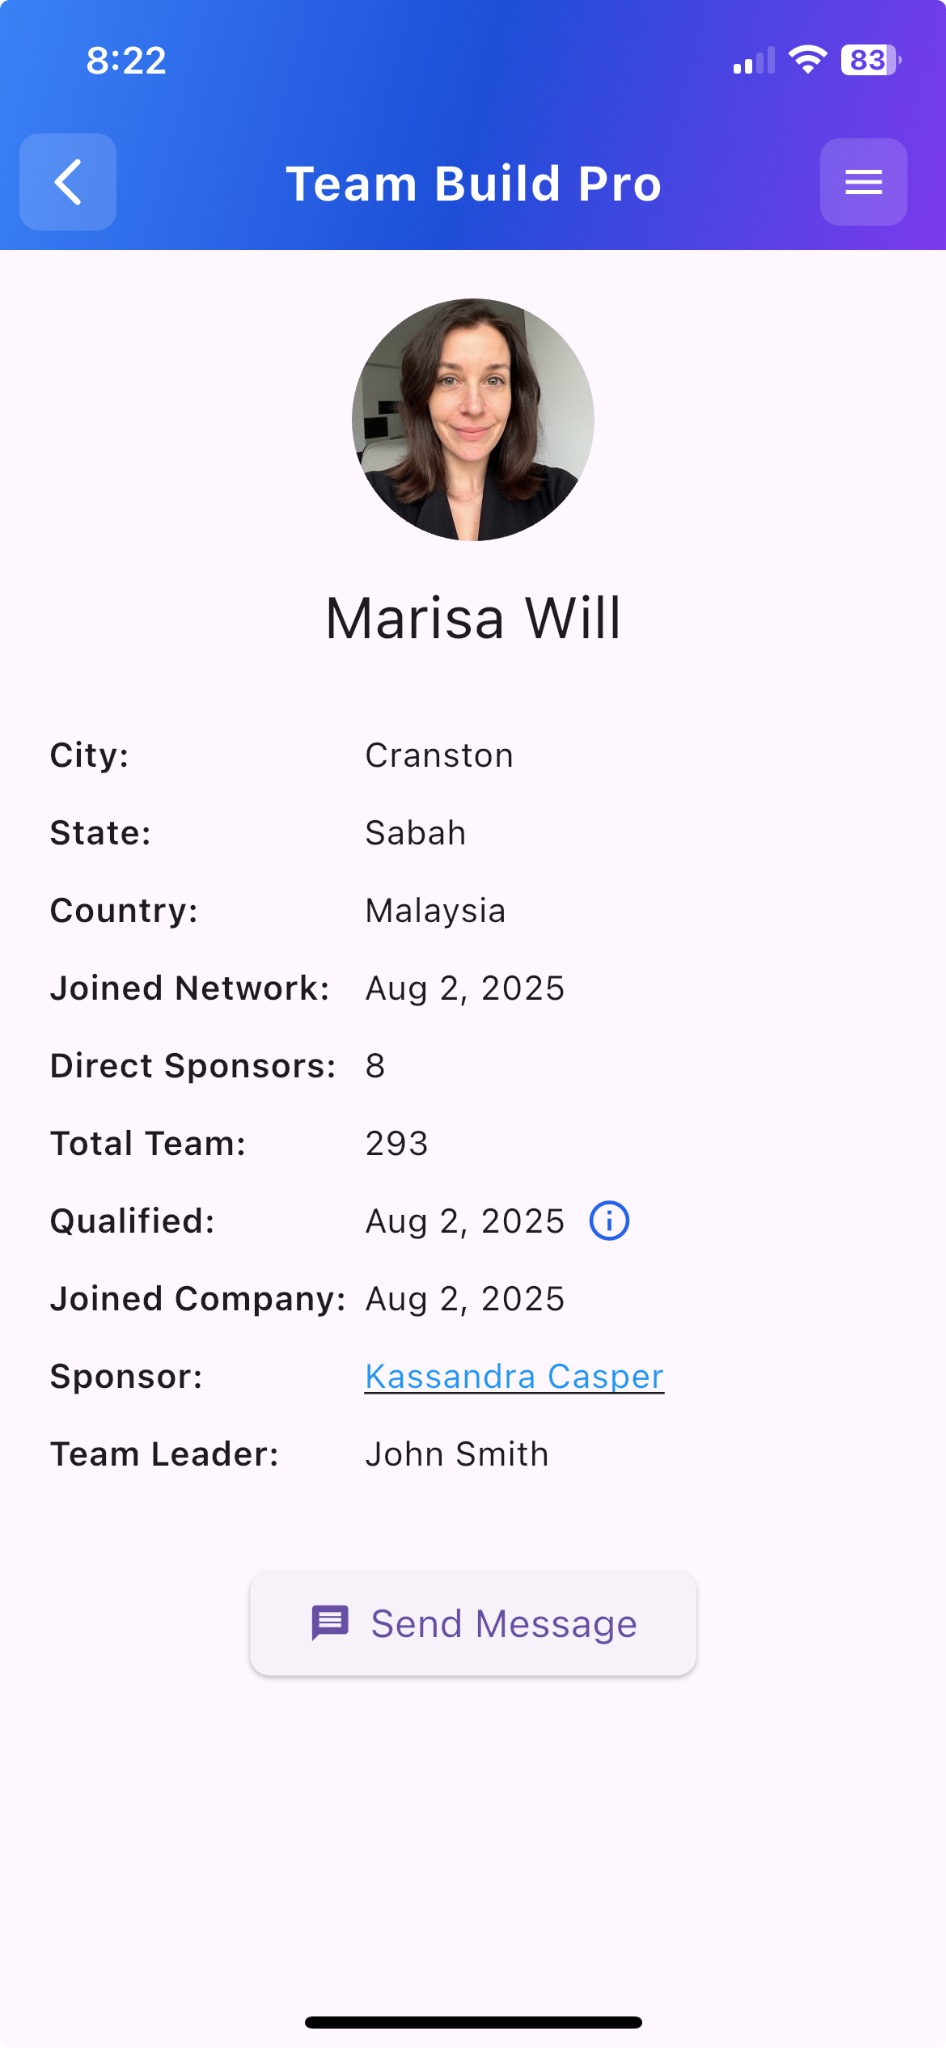 8:22
83
Team Build Pro
Marisa Will
City: Cranston
State: Sabah
Country: Malaysia
Joined Network: Aug 2, 2025
Direct Sponsors: 8
Total Team: 293
Qualified: Aug 2, 2025
Joined Company: Aug 2, 2025
Sponsor: Kassandra Casper
Team Leader: John Smith
Send Message